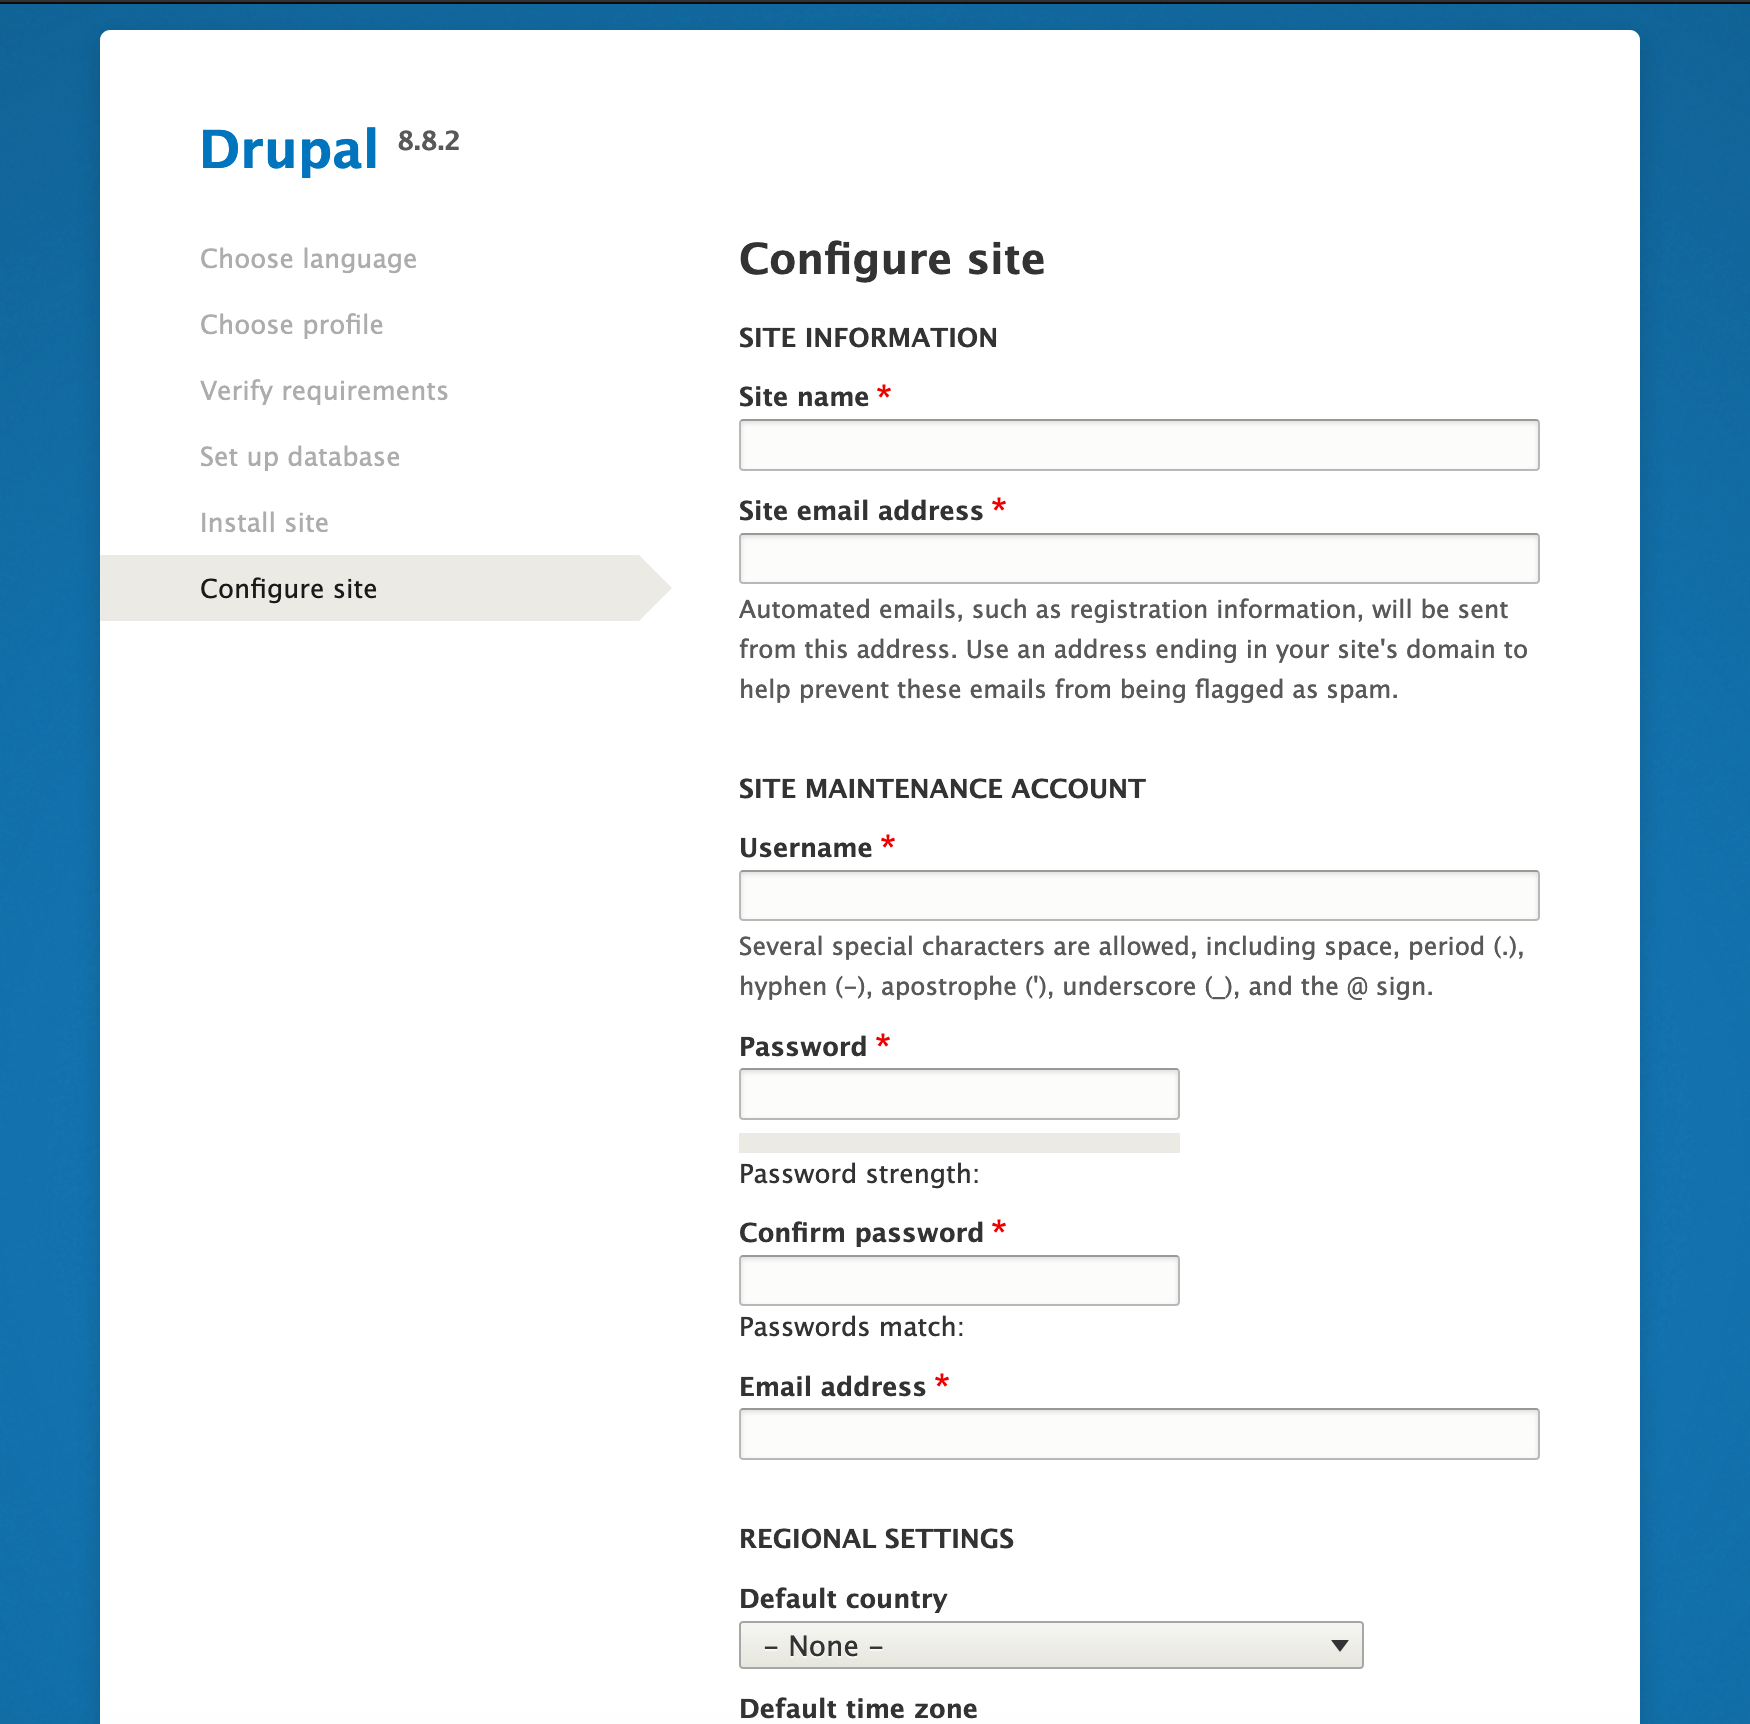 Drupal 8.8.2
Choose language
Choose profile
Verify requirements
Set up database
Install site
Configure site
Configure site
SITE INFORMATION
Site name *
Site email address *
Automated emails, such as registration information, will be sent
from this address. Use an address ending in your site's domain to
help prevent these emails from being flagged as spam.
SITE MAINTENANCE ACCOUNT
Username *
Several special characters are allowed, including space, period (.),
hyphen (-), apostrophe ('), underscore (_), and the @ sign.
Password *
Password strength:
Confirm password *
Passwords match:
Email address *
REGIONAL SETTINGS
Default country
- None -
Default time zone